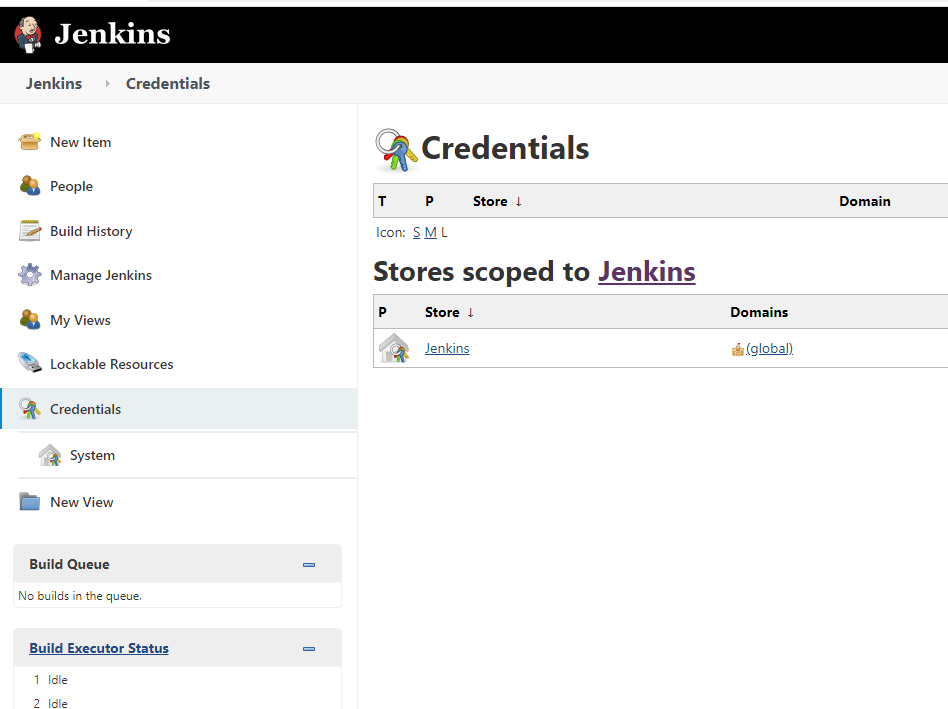 Jenkins
Jenkins Credentials
New Item
People
Build History
Manage Jenkins
My Views
Lockable Resources
Credentials
System
New View
Build Queue
No builds in the queue.
Build Executor Status
1 Idle
2 Idle
Credentials
T P Store ↓ Domain
Icon: S M L
Stores scoped to Jenkins
P Store ↓ Domains
Jenkins (global)